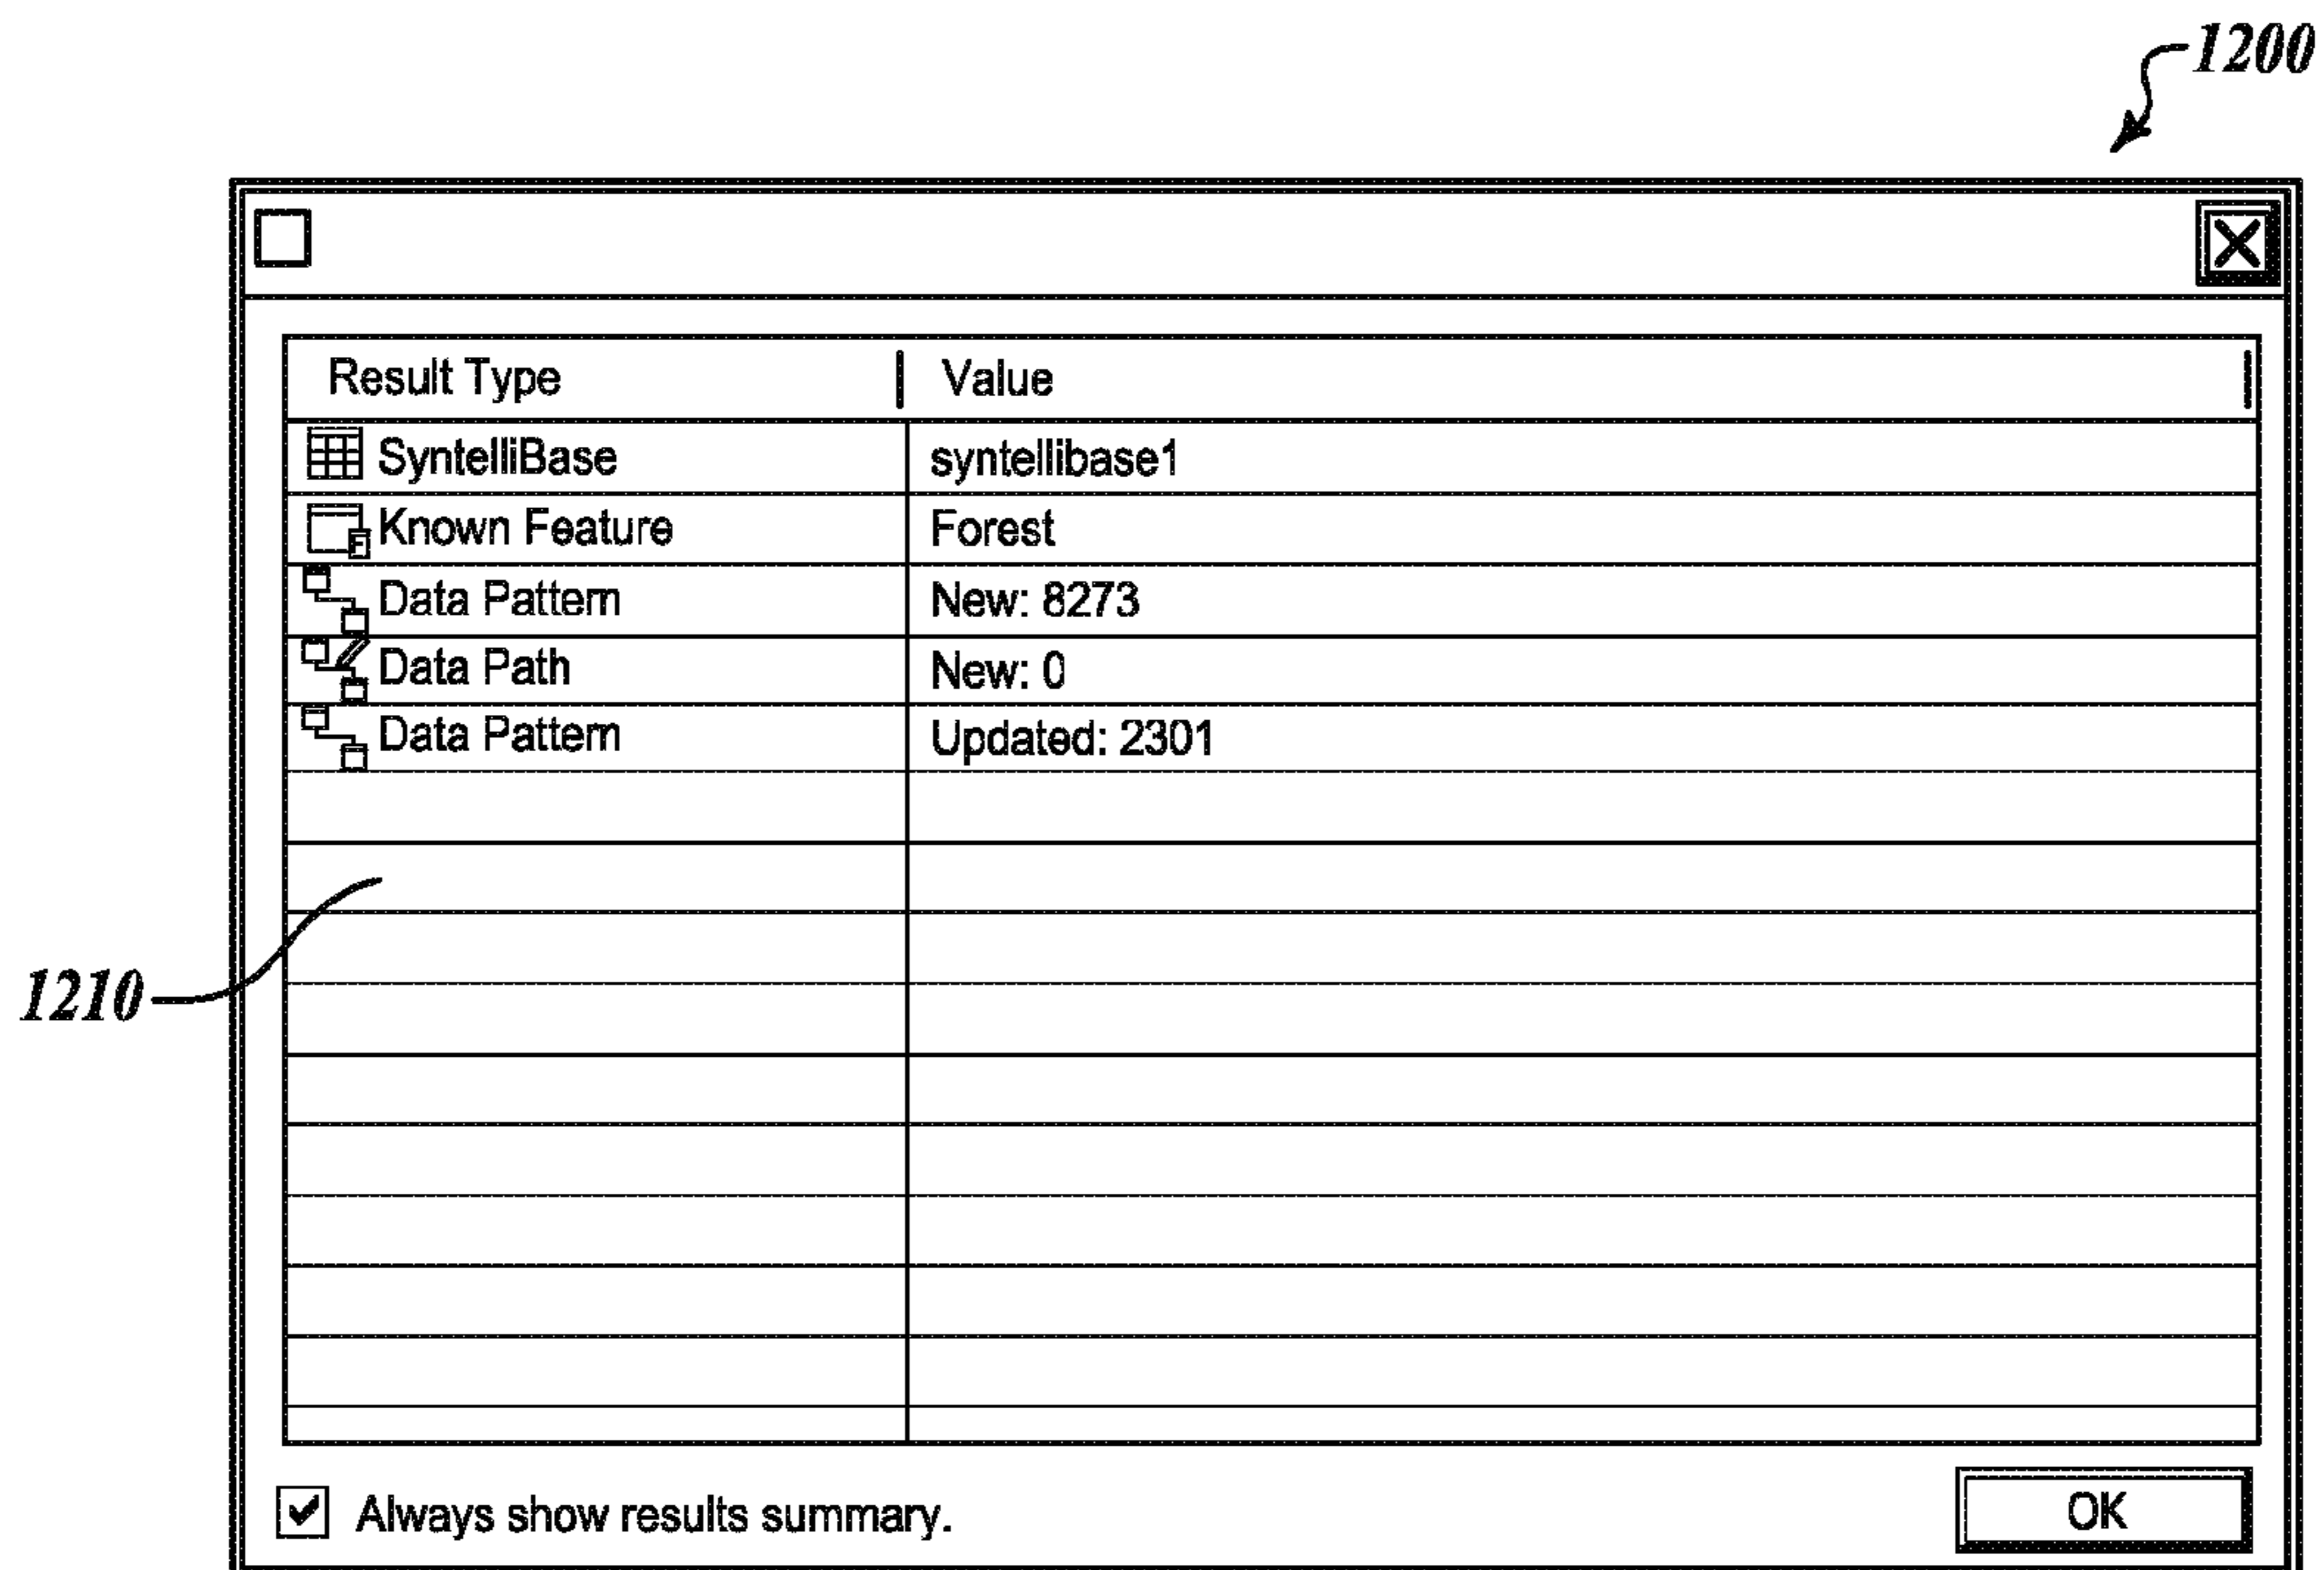 1200
Result Type Value
SyntelliBase syntellibase1
Known Feature Forest
Data Pattern New: 8273
Data Path New: 0
Data Pattern Updated: 2301
1210
Always show results summary. OK